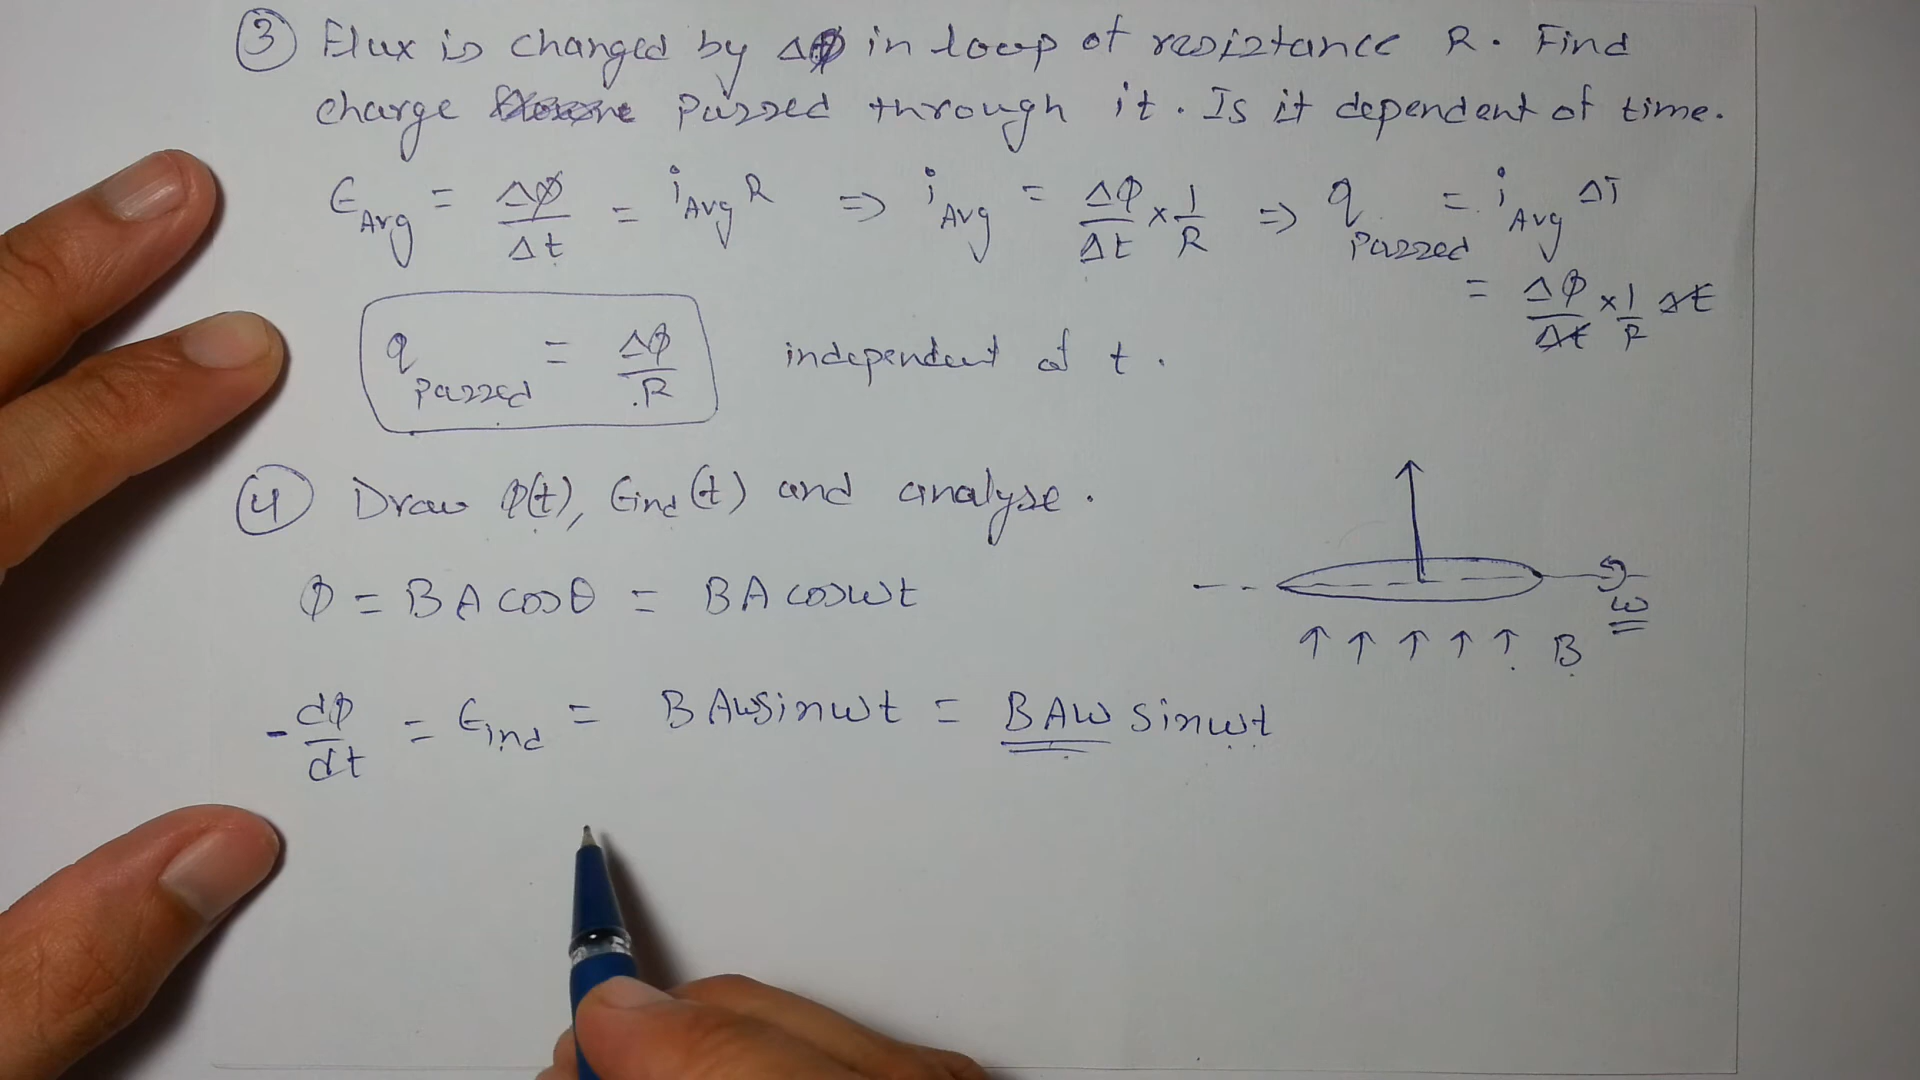 ③ Flux is changed by Δϕ in loop of resistance R. Find
charge passed through it. Is it dependent of time.
ϵ_Avg = Δϕ/Δt = i_Avg R ⇒ i_Avg = Δϕ/Δt × 1/R ⇒ q_passed = i_Avg ΔT
= Δϕ/Δt × 1/R Δt
q_passed = Δϕ/R independent of t.
④ Draw ϕ(t), ϵ_ind(t) and analyse.
ϕ = BA cosθ = BA cosωt
ω
B
-dϕ/dt = ϵ_ind = BAω sinωt = BAω sinωt